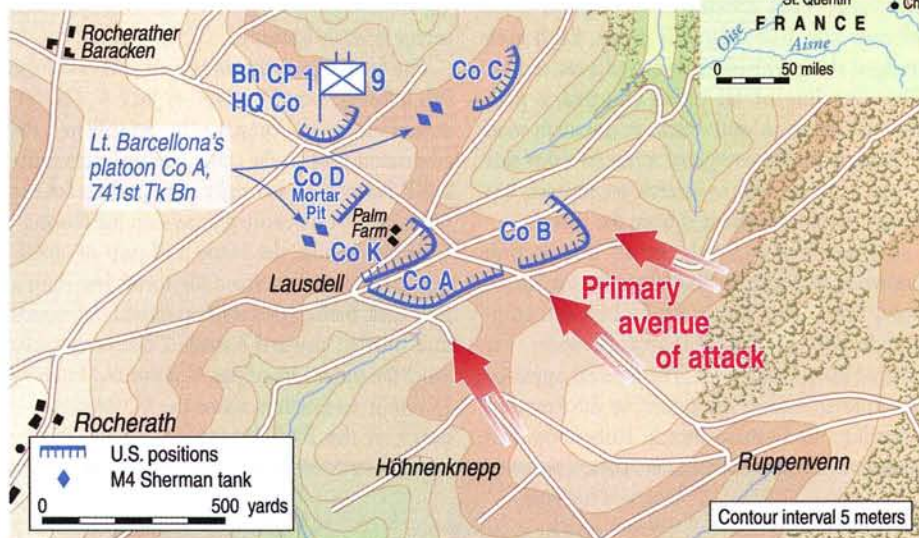 Rocherather
Baracken
Bn CP
HQ Co
1
9
Co C
St. Quentin
FRANCE
Oise
Aisne
0 50 miles
Lt. Barcellona's
platoon Co A,
741st Tk Bn
Co D
Mortar
Pit
Palm
Farm
Co K
Co B
Lausdell
Co A
Primary
avenue
of attack
Rocherath
Höhnenknepp
Ruppenvenn
U.S. positions
M4 Sherman tank
0 500 yards
Contour interval 5 meters